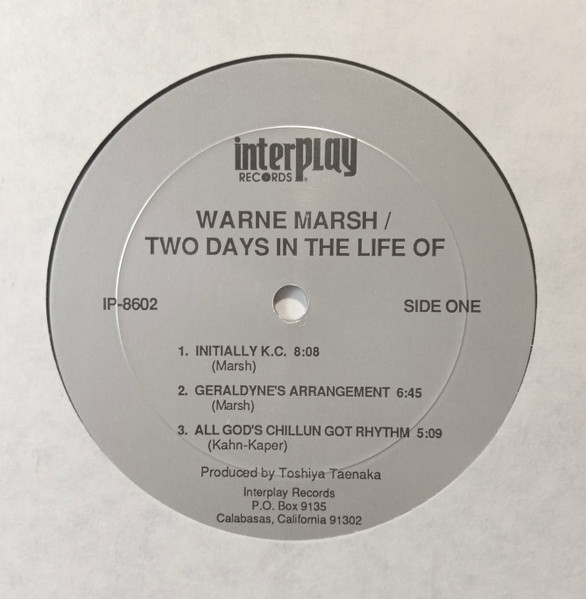 interplay
RECORDS
WARNE MARSH /
TWO DAYS IN THE LIFE OF
IP-8602
SIDE ONE
1. INITIALLY K.C. 8:08
(Marsh)
2. GERALDYNE'S ARRANGEMENT 6:45
(Marsh)
3. ALL GOD'S CHILLUN GOT RHYTHM 5:09
(Kahn-Kaper)
Produced by Toshiya Taenaka
Interplay Records
P.O. Box 9135
Calabasas, California 91302